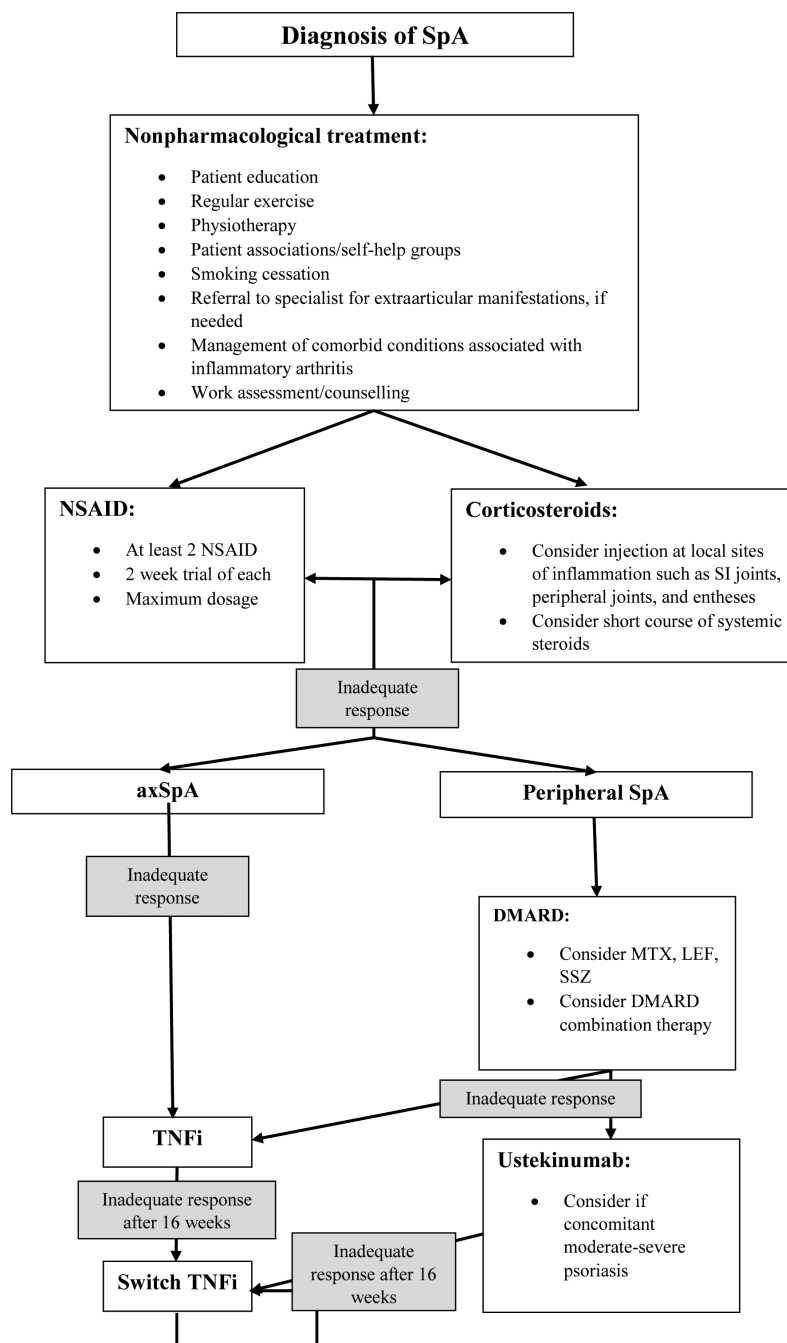 Diagnosis of SpA
Nonpharmacological treatment:
• Patient education
• Regular exercise
• Physiotherapy
• Patient associations/self-help groups
• Smoking cessation
• Referral to specialist for extraarticular manifestations, if
needed
• Management of comorbid conditions associated with
inflammatory arthritis
• Work assessment/counselling
NSAID:
• At least 2 NSAID
• 2 week trial of each
• Maximum dosage
Corticosteroids:
• Consider injection at local sites
of inflammation such as SI joints,
peripheral joints, and entheses
• Consider short course of systemic
steroids
Inadequate
response
axSpA
Peripheral SpA
Inadequate
response
DMARD:
• Consider MTX, LEF,
SSZ
• Consider DMARD
combination therapy
Inadequate response
TNFi
Ustekinumab:
• Consider if
concomitant
moderate-severe
psoriasis
Inadequate response
after 16 weeks
Inadequate
response after 16
weeks
Switch TNFi